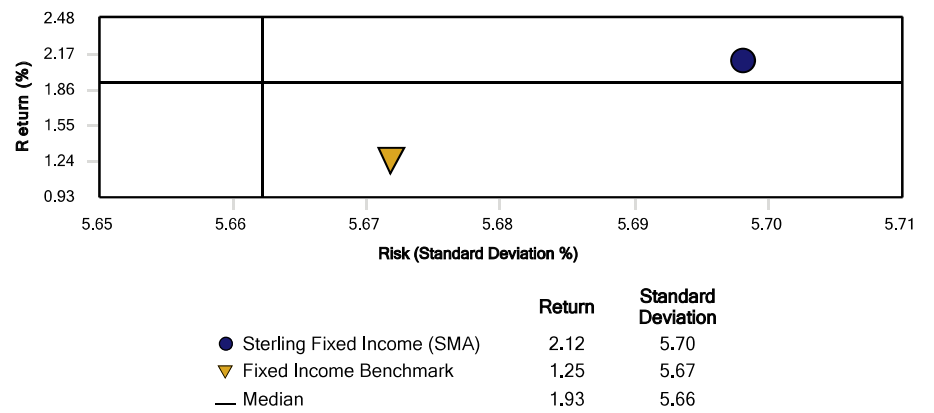 2.48
2.17
1.86
1.55
1.24
0.93
Return (%)
5.65 5.66 5.67 5.68 5.69 5.70 5.71
Risk (Standard Deviation %)
Return Standard Deviation
Sterling Fixed Income (SMA) 2.12 5.70
Fixed Income Benchmark 1.25 5.67
Median 1.93 5.66